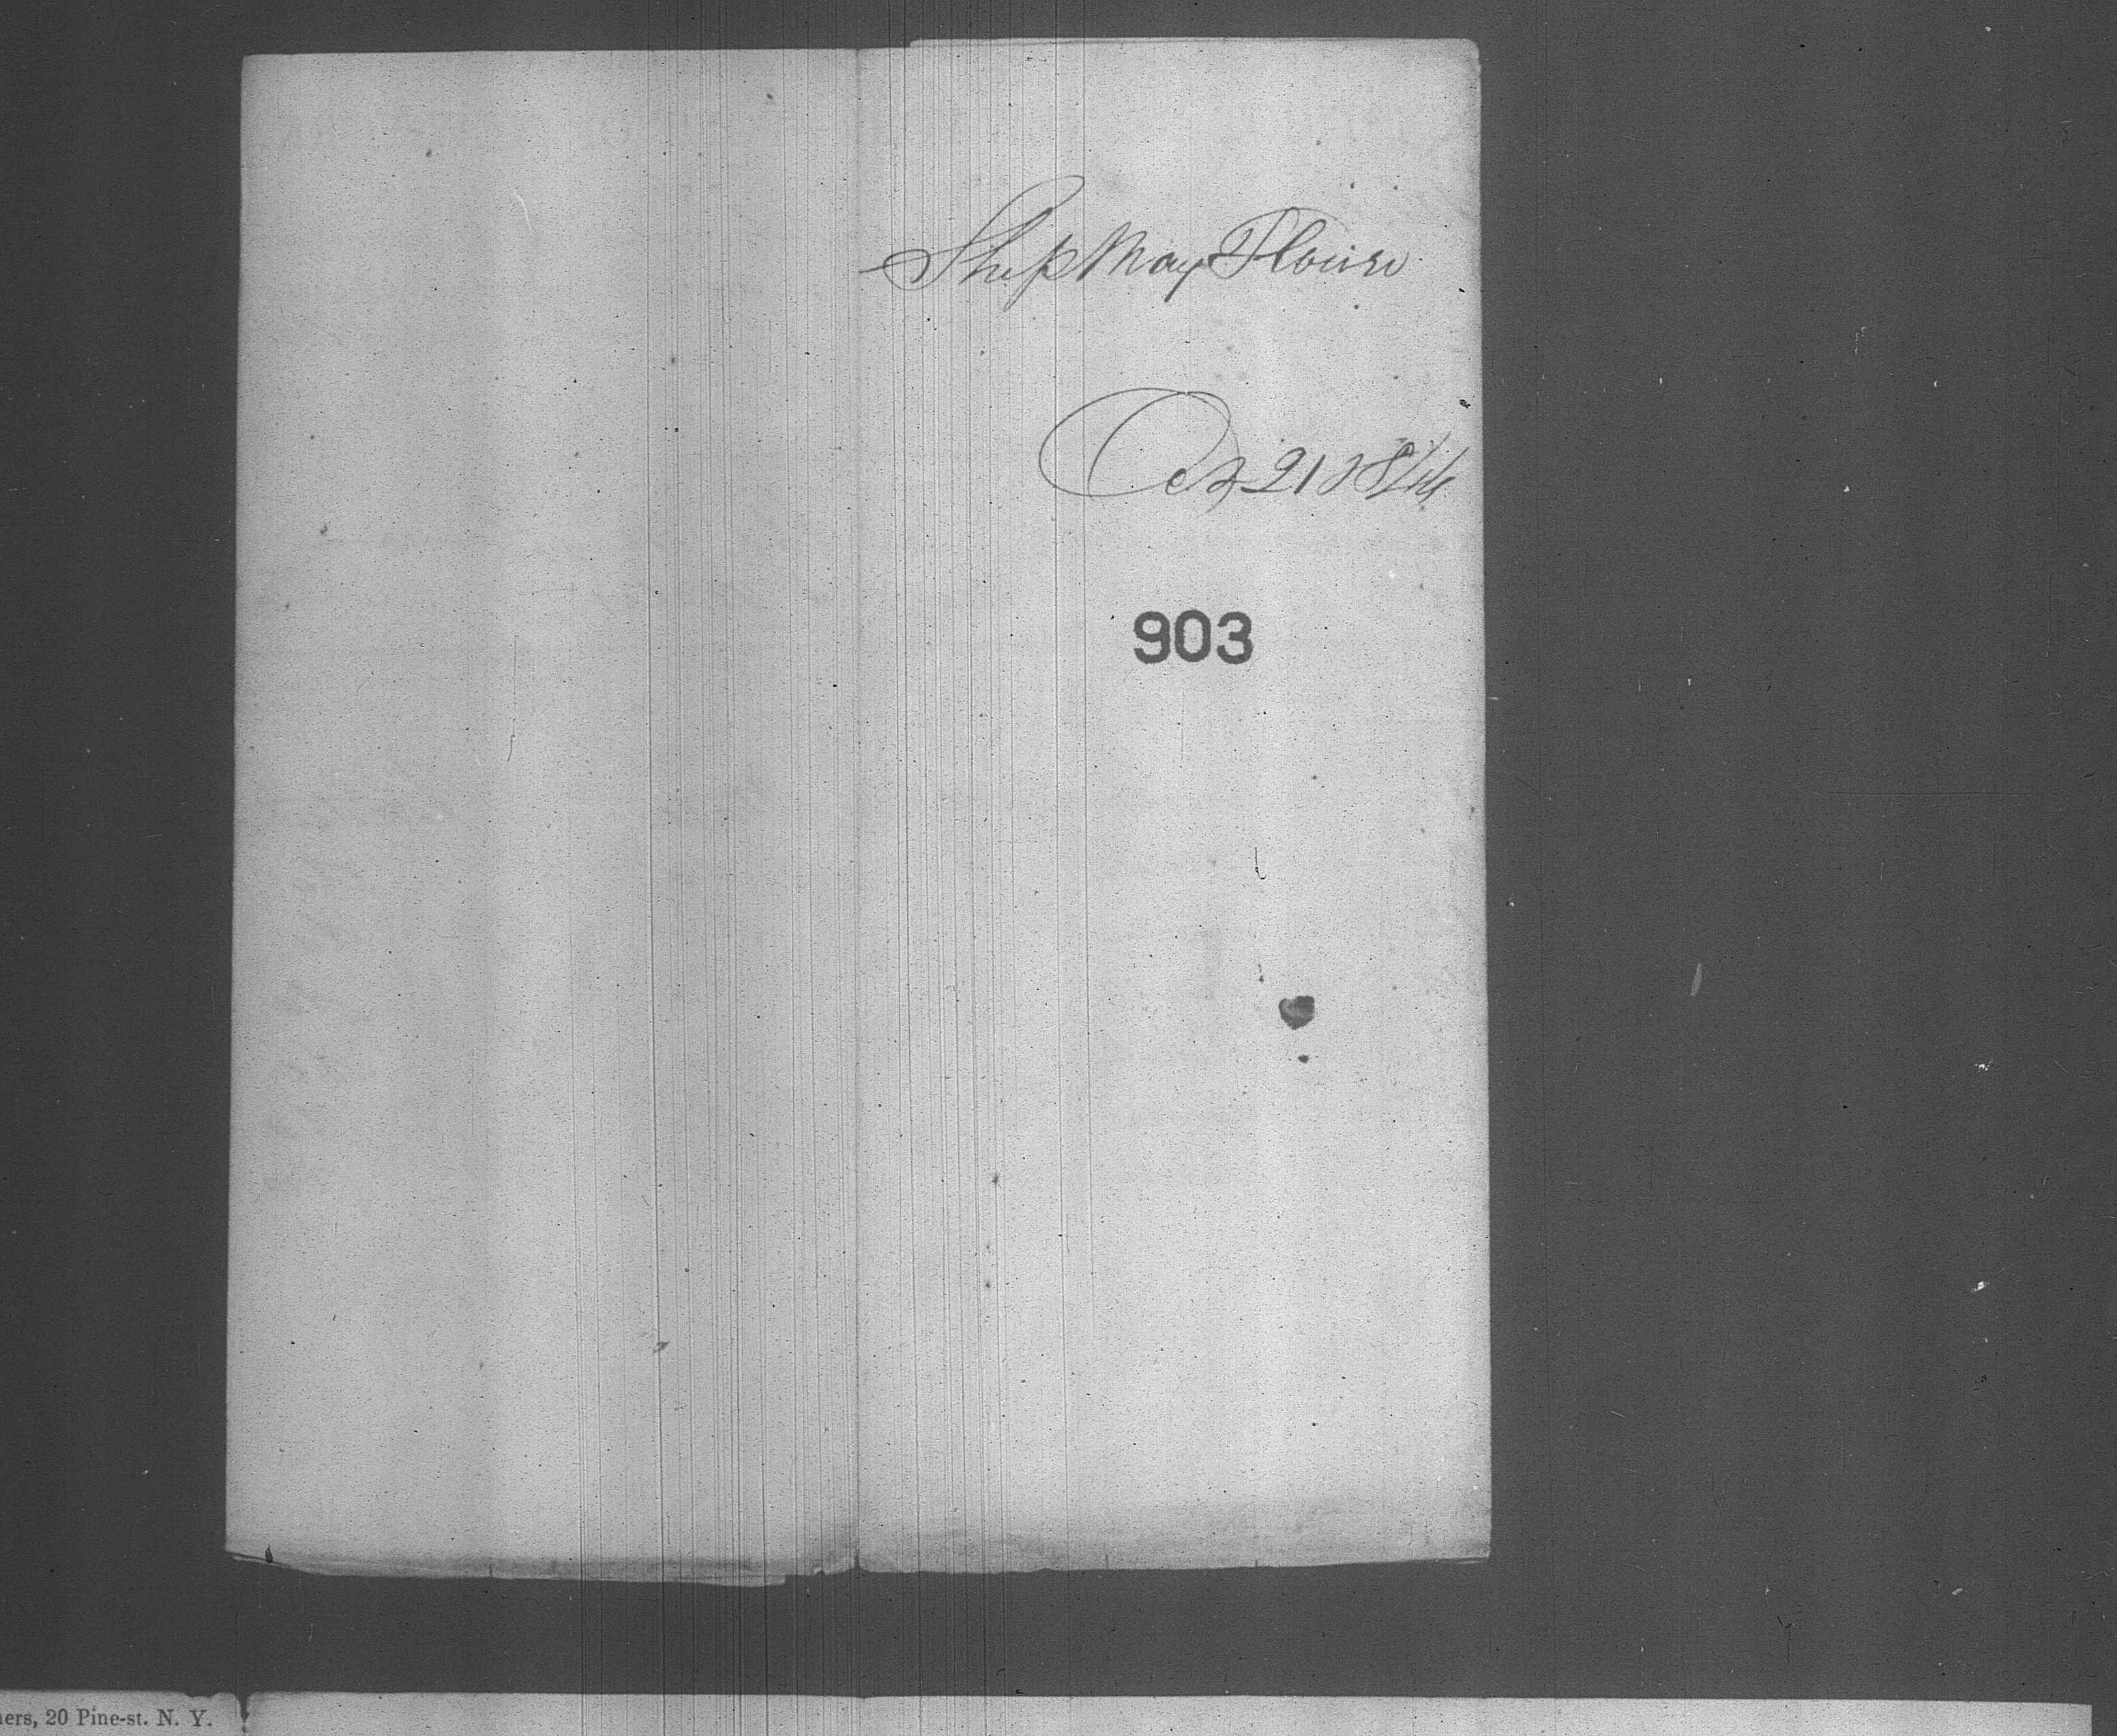 Ship May Flower
Oct 21 1844
903
ners, 20 Pine-st. N. Y.